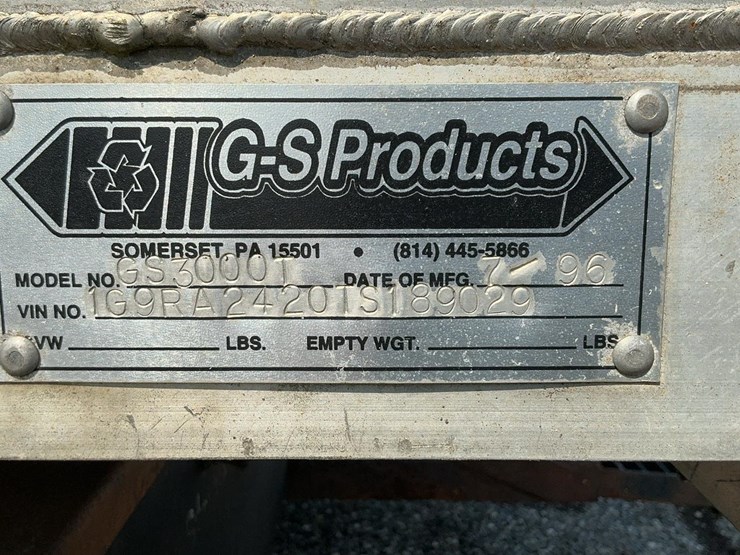 G-S Products
SOMERSET, PA 15501 • (814) 445-5866
MODEL NO. GS3000T DATE OF MFG. 7-96
VIN NO. 1G9RA2420TS189029
VW LBS. EMPTY WGT. LBS